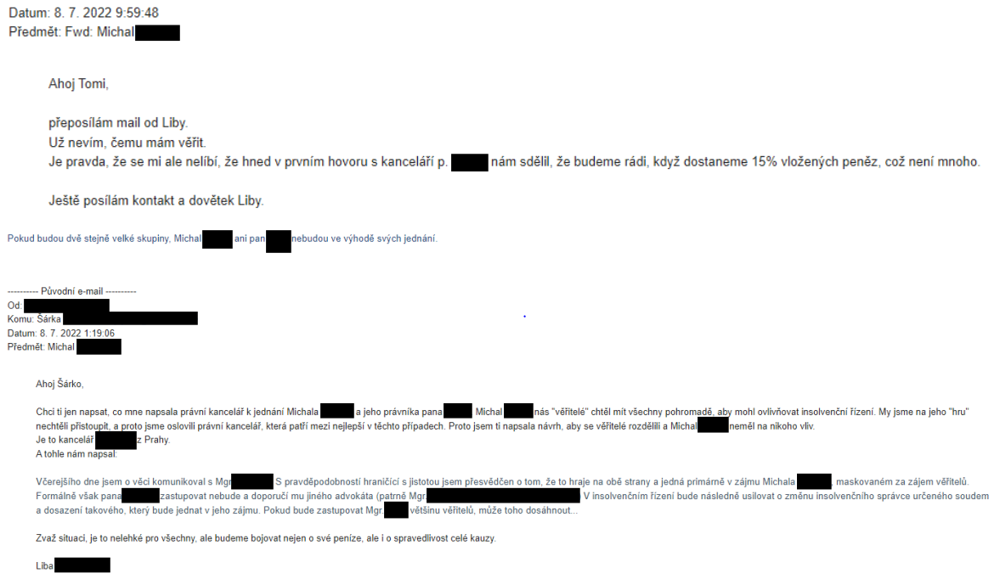 Datum: 8. 7. 2022 9:59:48
Předmět: Fwd: Michal
Ahoj Tomi,
přeposílám mail od Liby.
Už nevím, čemu mám věřit.
Je pravda, že se mi ale nelíbí, že hned v prvním hovoru s kanceláří p. nám sdělil, že budeme rádi, když dostaneme 15% vložených peněz, což není mnoho.
Ještě posílám kontakt a dovětek Liby.
Pokud budou dvě stejně velké skupiny, Michal ani pan nebudou ve výhodě svých jednání.
---------- Původní e-mail ----------
Od:
Komu: Šárka
Datum: 8. 7. 2022 1:19:06
Předmět: Michal
Ahoj Šárko,
Chci ti jen napsat, co mne napsala právní kancelář k jednání Michala a jeho právníka pana Michal nás "věřitelé" chtěl mít všechny pohromadě, aby mohl ovlivňovat insolvenční řízení. My jsme na jeho "hru"
nechtěli přistoupit, a proto jsme oslovili právní kancelář, která patří mezi nejlepší v těchto případech. Proto jsem ti napsala návrh, aby se věřitelé rozdělili a Michal neměl na nikoho vliv.
Je to kancelář z Prahy.
A tohle nám napsal:
Včerejšího dne jsem o věci komunikoval s Mgr S pravděpodobností hraničící s jistotou jsem přesvědčen o tom, že to hraje na obě strany a jedná primárně v zájmu Michala , maskovaném za zájem věřitelů.
Formálně však pana zastupovat nebude a doporučí mu jiného advokáta (patrně Mgr. ) V insolvenčním řízení bude následně usilovat o změnu insolvenčního správce určeného soudem
a dosazení takového, který bude jednat v jeho zájmu. Pokud bude zastupovat Mgr. většinu věřitelů, může toho dosáhnout...
Zvaž situaci, je to nelehké pro všechny, ale budeme bojovat nejen o své peníze, ale i o spravedlivost celé kauzy.
Liba